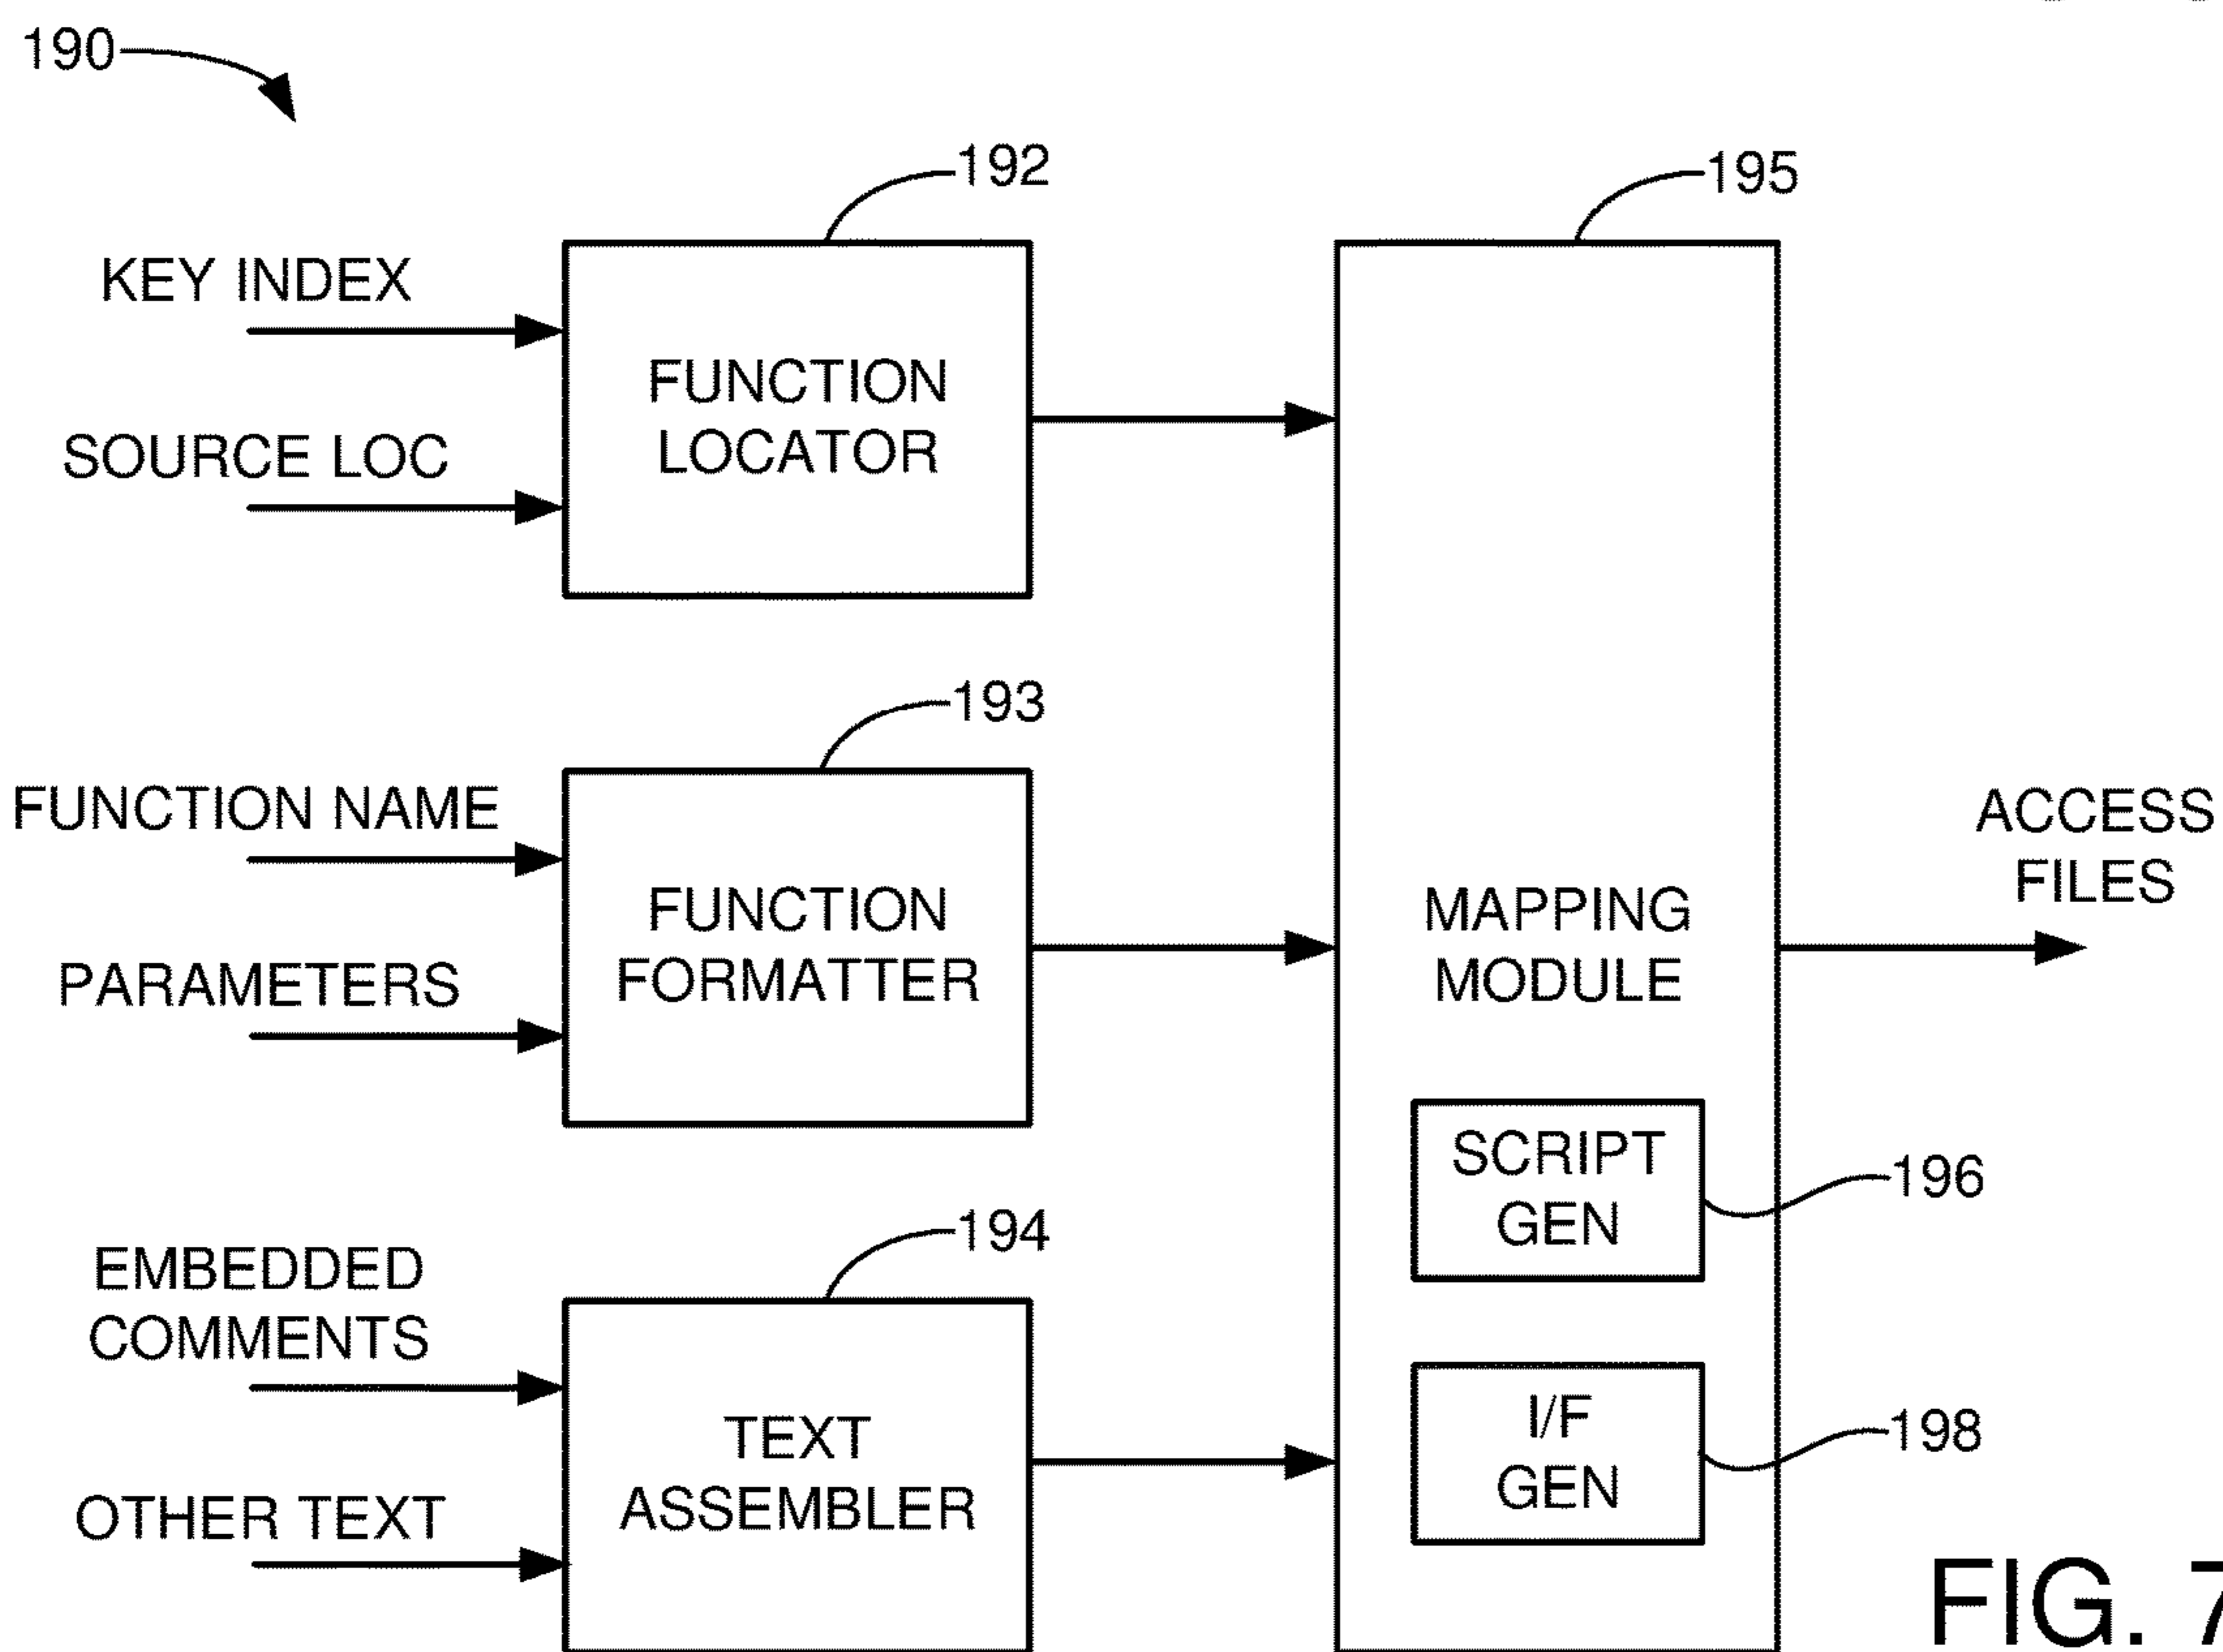 190
192
195
KEY INDEX
FUNCTION
LOCATOR
SOURCE LOC
193
FUNCTION NAME
FUNCTION
FORMATTER
PARAMETERS
MAPPING
MODULE
ACCESS
FILES
SCRIPT
GEN
196
194
EMBEDDED
COMMENTS
TEXT
ASSEMBLER
OTHER TEXT
I/F
GEN
198
FIG. 7